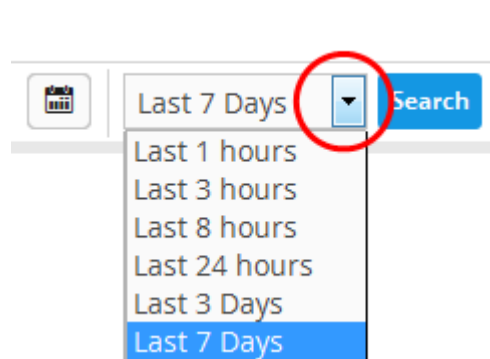 Last 7 Days Search
Last 1 hours
Last 3 hours
Last 8 hours
Last 24 hours
Last 3 Days
Last 7 Days